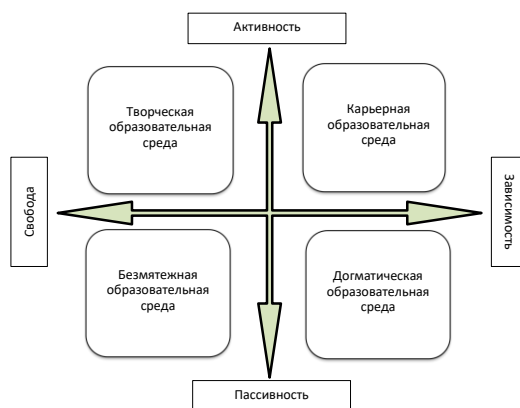 Активность
Творческая
образовательная
среда
Карьерная
образовательная
среда
Свобода
Зависимость
Безмятежная
образовательная
среда
Догматическая
образовательная
среда
Пассивность